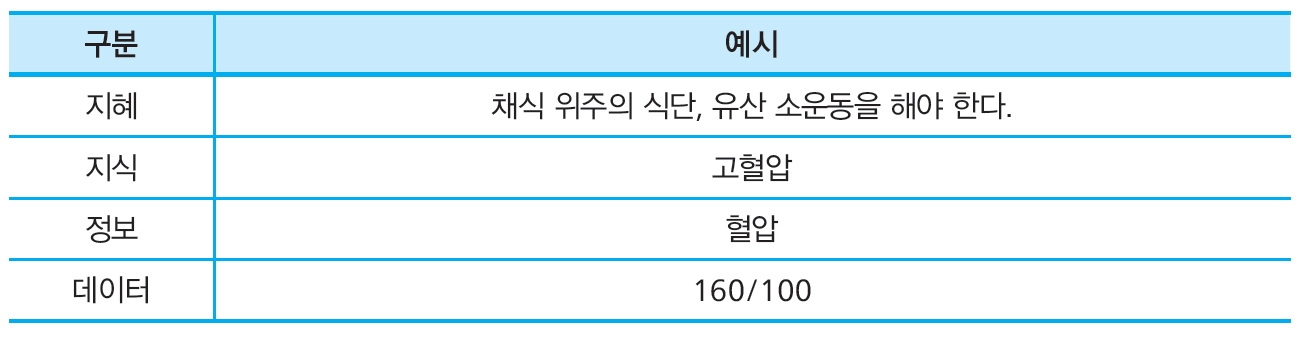 구분 예시
지혜 채식 위주의 식단, 유산 소운동을 해야 한다.
지식 고혈압
정보 혈압
데이터 160/100